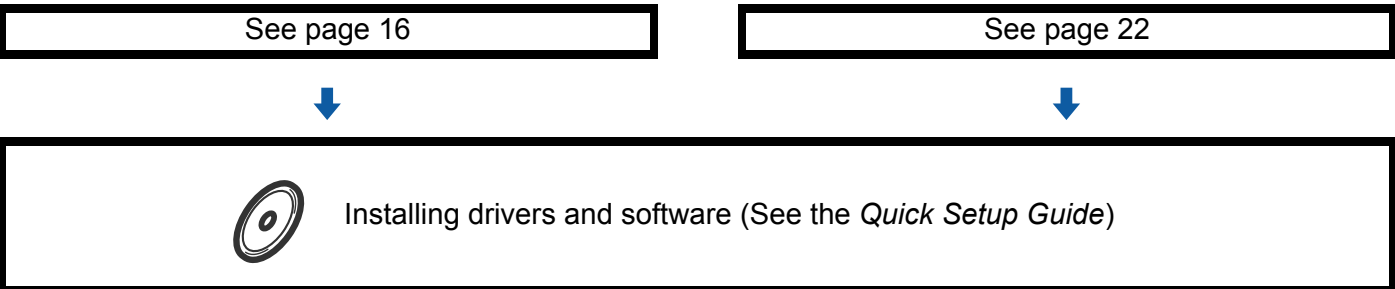 See page 16
See page 22
Installing drivers and software (See the Quick Setup Guide)